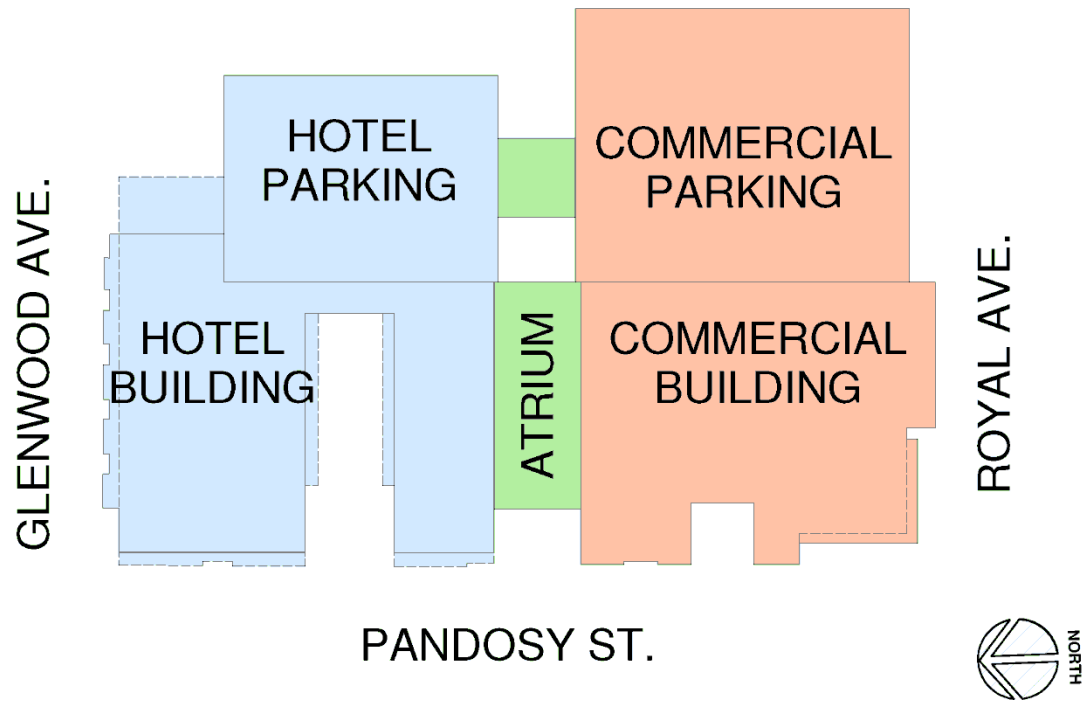 HOTEL
PARKING
COMMERCIAL
PARKING
GLENWOOD AVE.
HOTEL
BUILDING
ATRIUM
COMMERCIAL
BUILDING
ROYAL AVE.
PANDOSY ST.
NORTH